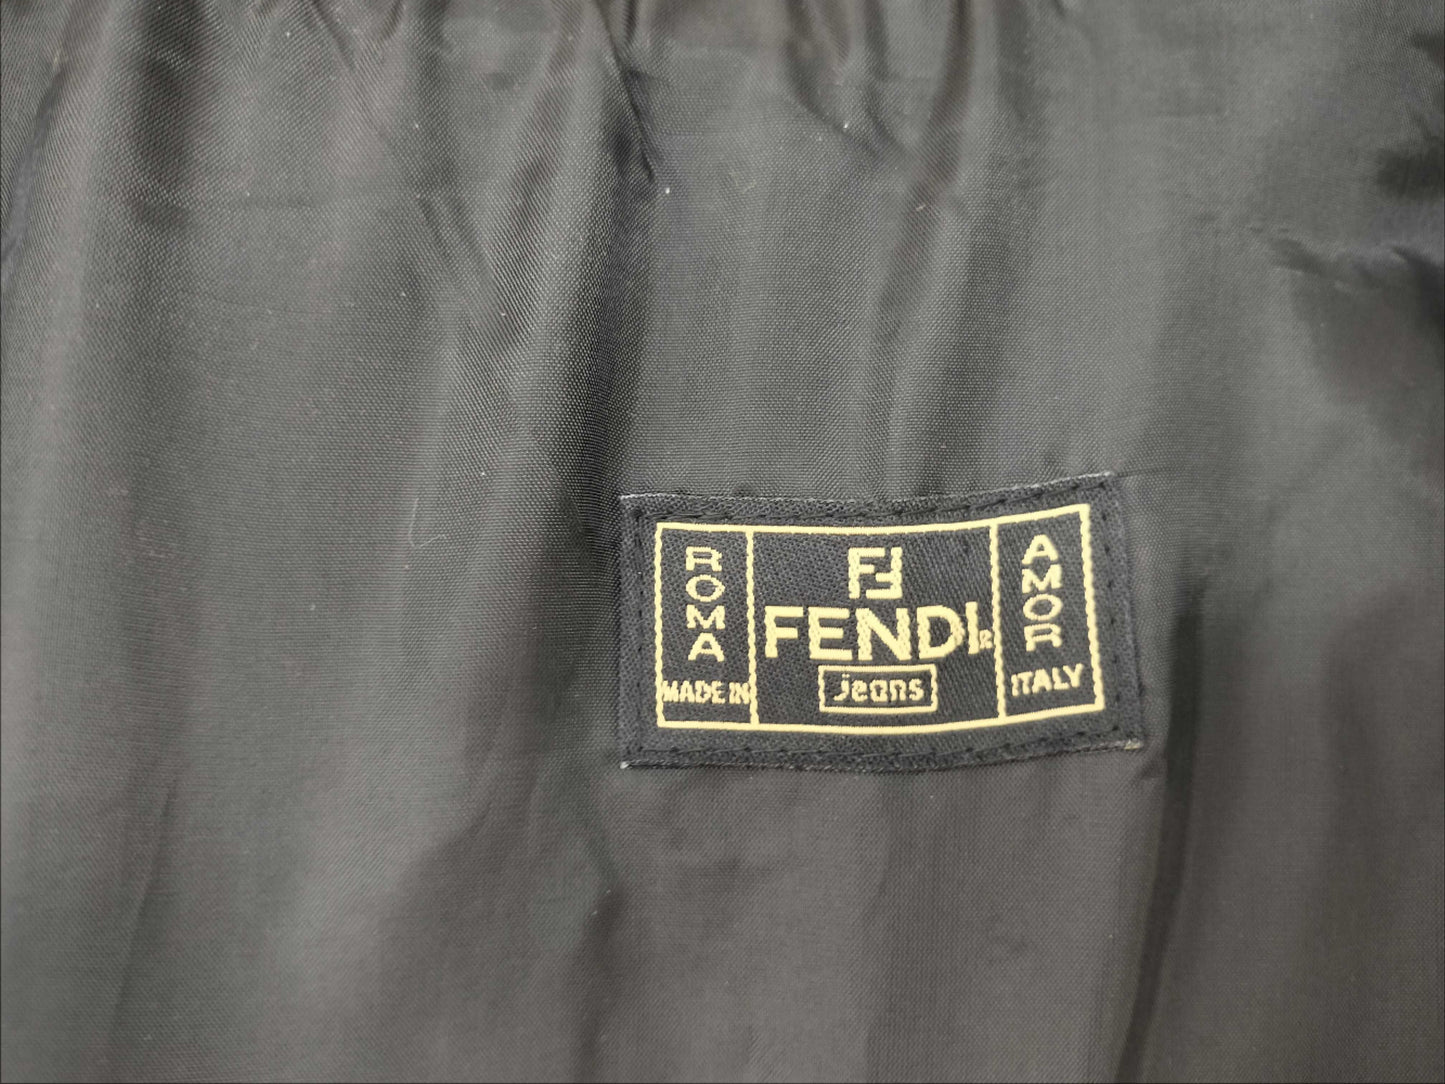 ROMA
MADE IN
FF
FENDI®
Jeans
AMOR
ITALY